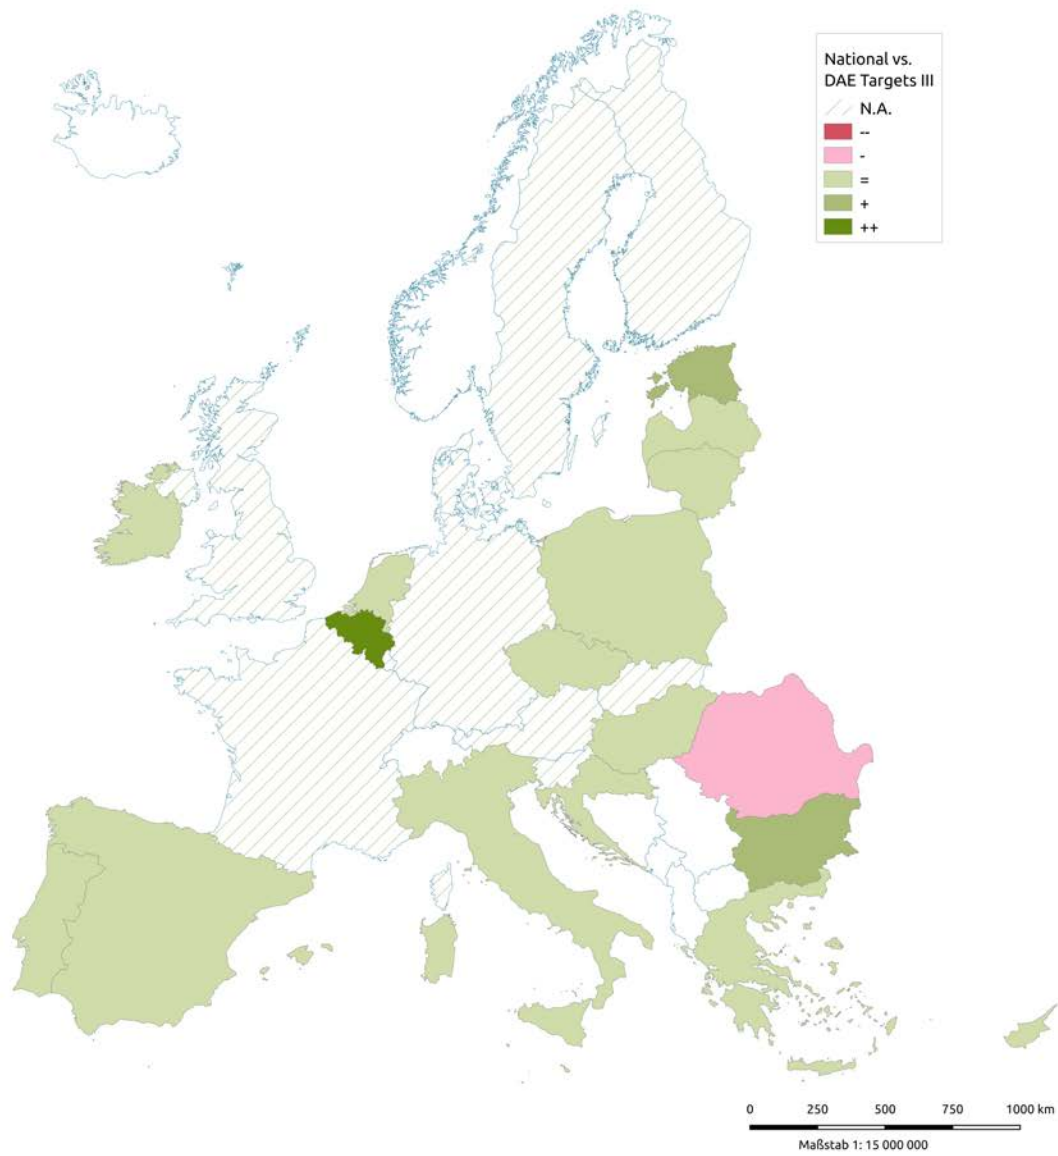 National vs.
DAE Targets III
N.A.
--
-
=
+
++
0 250 500 750 1000 km
Maßstab 1: 15 000 000